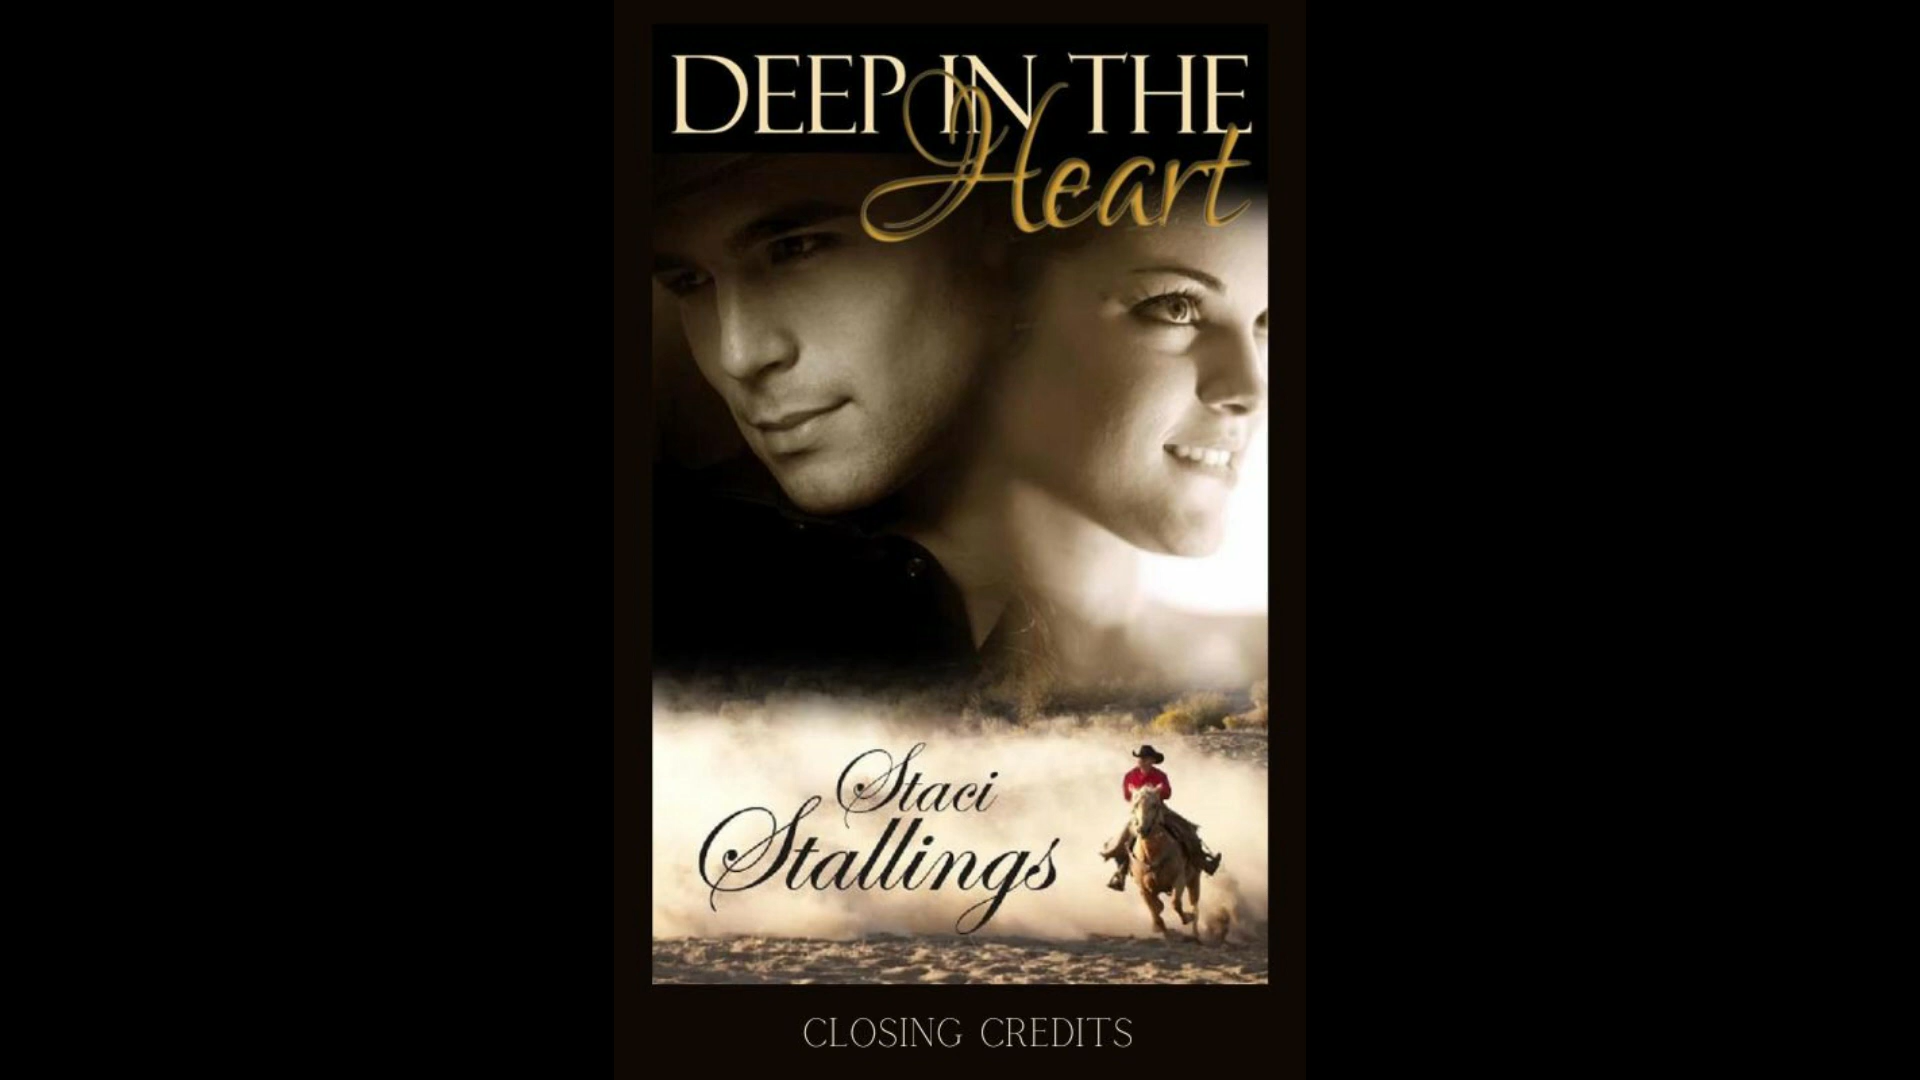 DEEP IN THE
Heart
Staci
Stallings
CLOSING CREDITS